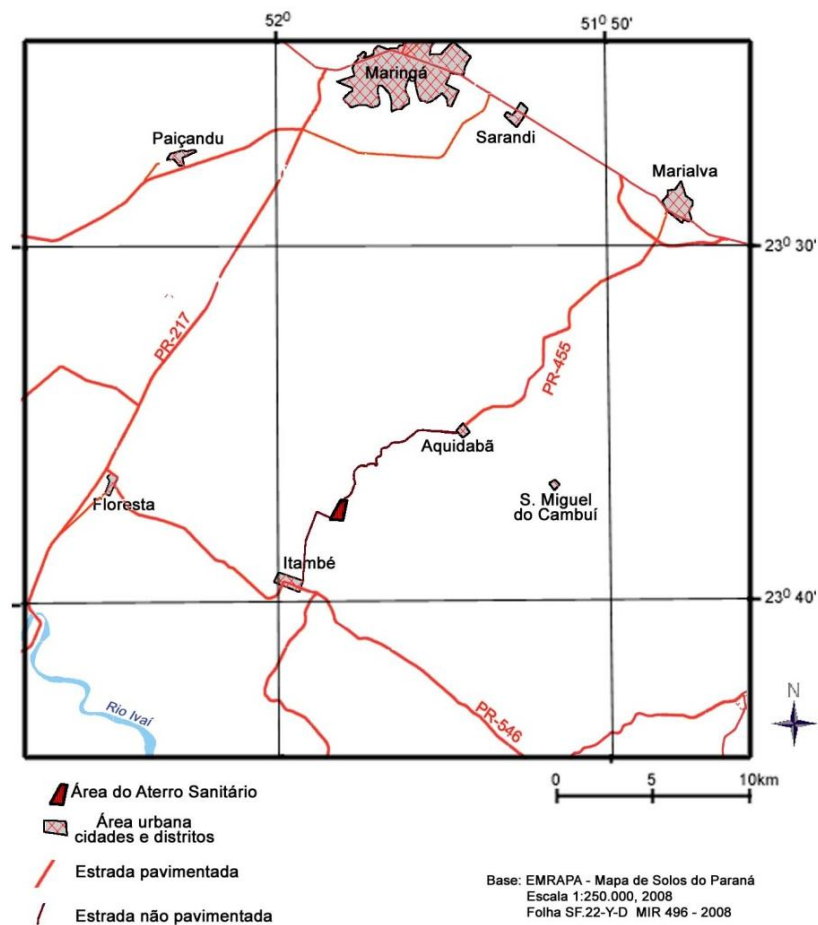 52⁰
51⁰ 50'
Maringá
Sarandi
Paiçandu
Marialva
23⁰ 30'
PR-217
PR-455
Aquidabã
Floresta
S. Miguel
do Cambuí
Itambé
23⁰ 40'
Rio Ivaí
PR-546
N
0 5 10km
Área do Aterro Sanitário
Área urbana
cidades e distritos
Estrada pavimentada
Estrada não pavimentada
Base: EMRAPA - Mapa de Solos do Paraná
Escala 1:250.000, 2008
Folha SF.22-Y-D MIR 496 - 2008